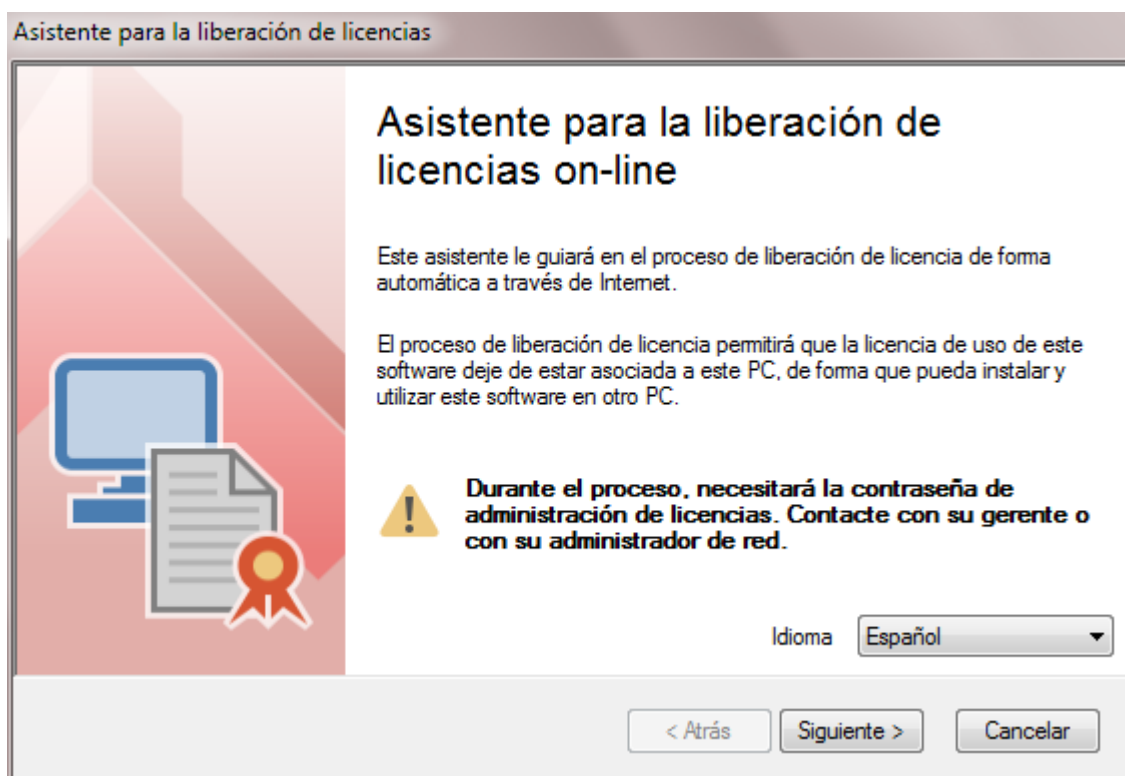 Asistente para la liberación de licencias
Asistente para la liberación de
licencias on-line
Este asistente le guiará en el proceso de liberación de licencia de forma
automática a través de Internet.
El proceso de liberación de licencia permitirá que la licencia de uso de este
software deje de estar asociada a este PC, de forma que pueda instalar y
utilizar este software en otro PC.
Durante el proceso, necesitará la contraseña de
administración de licencias. Contacte con su gerente o
con su administrador de red.
Idioma Español
< Atrás Siguiente > Cancelar